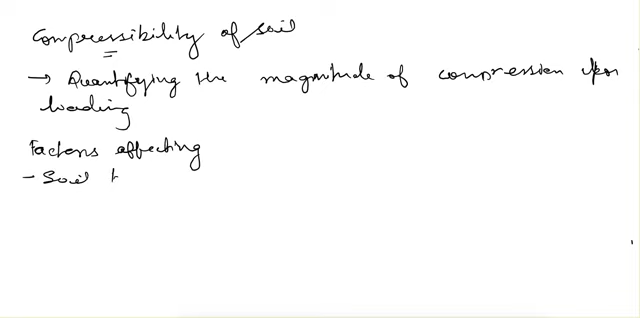 Compressibility of soil
→ Quantifying the magnitude of compression upon
loading
Factors affecting
- Soil t